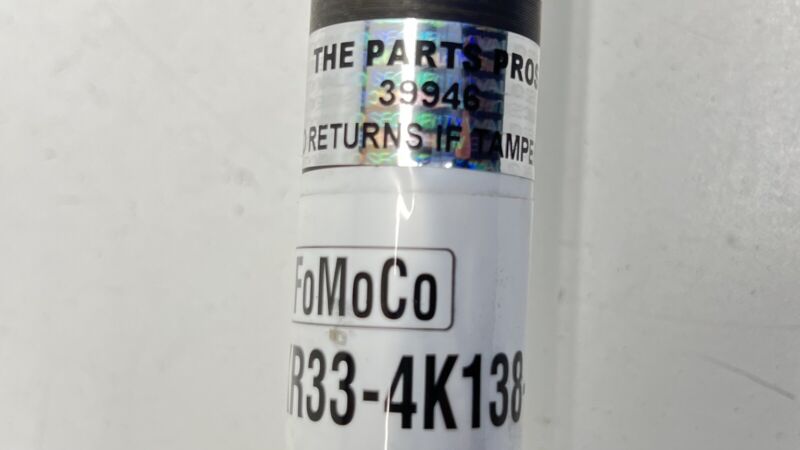 THE PARTS PROS
39946
RETURNS IF TAMPE
FoMoCo
R33-4K138-